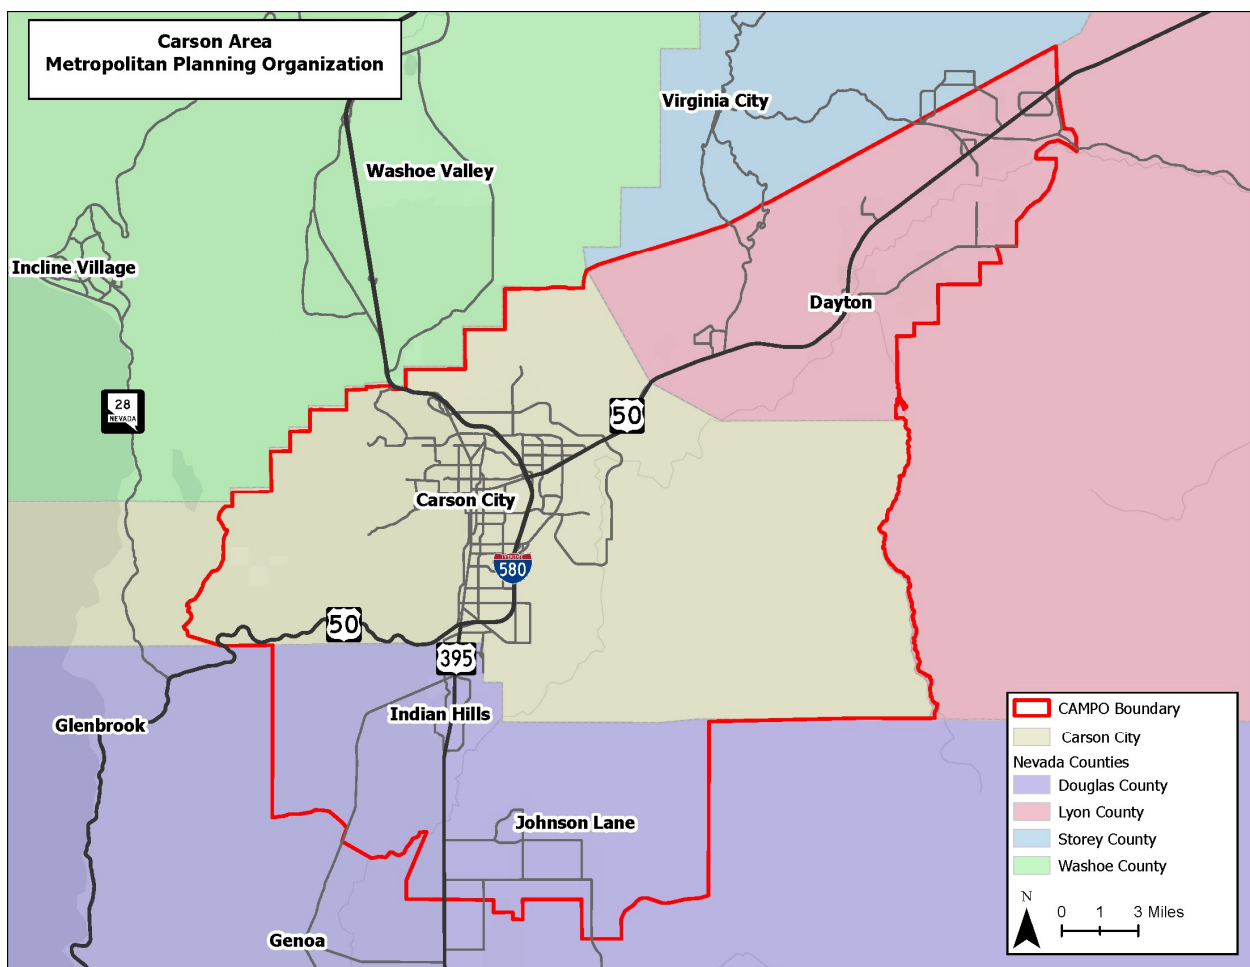 Carson Area
Metropolitan Planning Organization
Virginia City
Washoe Valley
Incline Village
Dayton
28
NEVADA
50
Carson City
INTERSTATE
580
50
395
Indian Hills
Glenbrook
Johnson Lane
Genoa
CAMPO Boundary
Carson City
Nevada Counties
Douglas County
Lyon County
Storey County
Washoe County
N
0 1 3 Miles